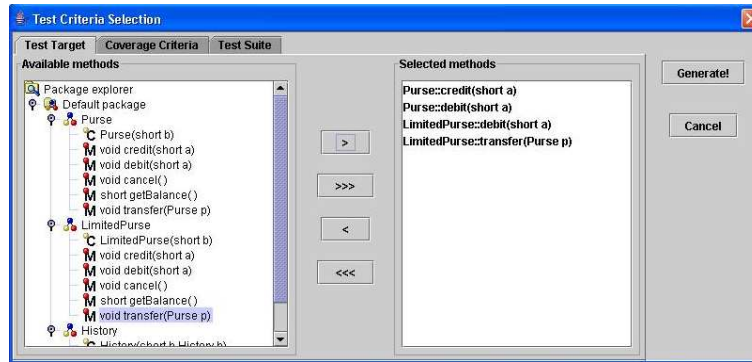 Test Criteria Selection
Test Target Coverage Criteria Test Suite
Available methods
Package explorer
Default package
Purse
C Purse(short b)
M void credit(short a)
M void debit(short a)
M void cancel()
M short getBalance()
M void transfer(Purse p)
LimitedPurse
C LimitedPurse(short b)
M void credit(short a)
M void debit(short a)
M void cancel()
M short getBalance()
M void transfer(Purse p)
History
C History(short b,History h)
>
>>>
<
<<<
Selected methods
Purse::credit(short a)
Purse::debit(short a)
LimitedPurse::debit(short a)
LimitedPurse::transfer(Purse p)
Generate!
Cancel